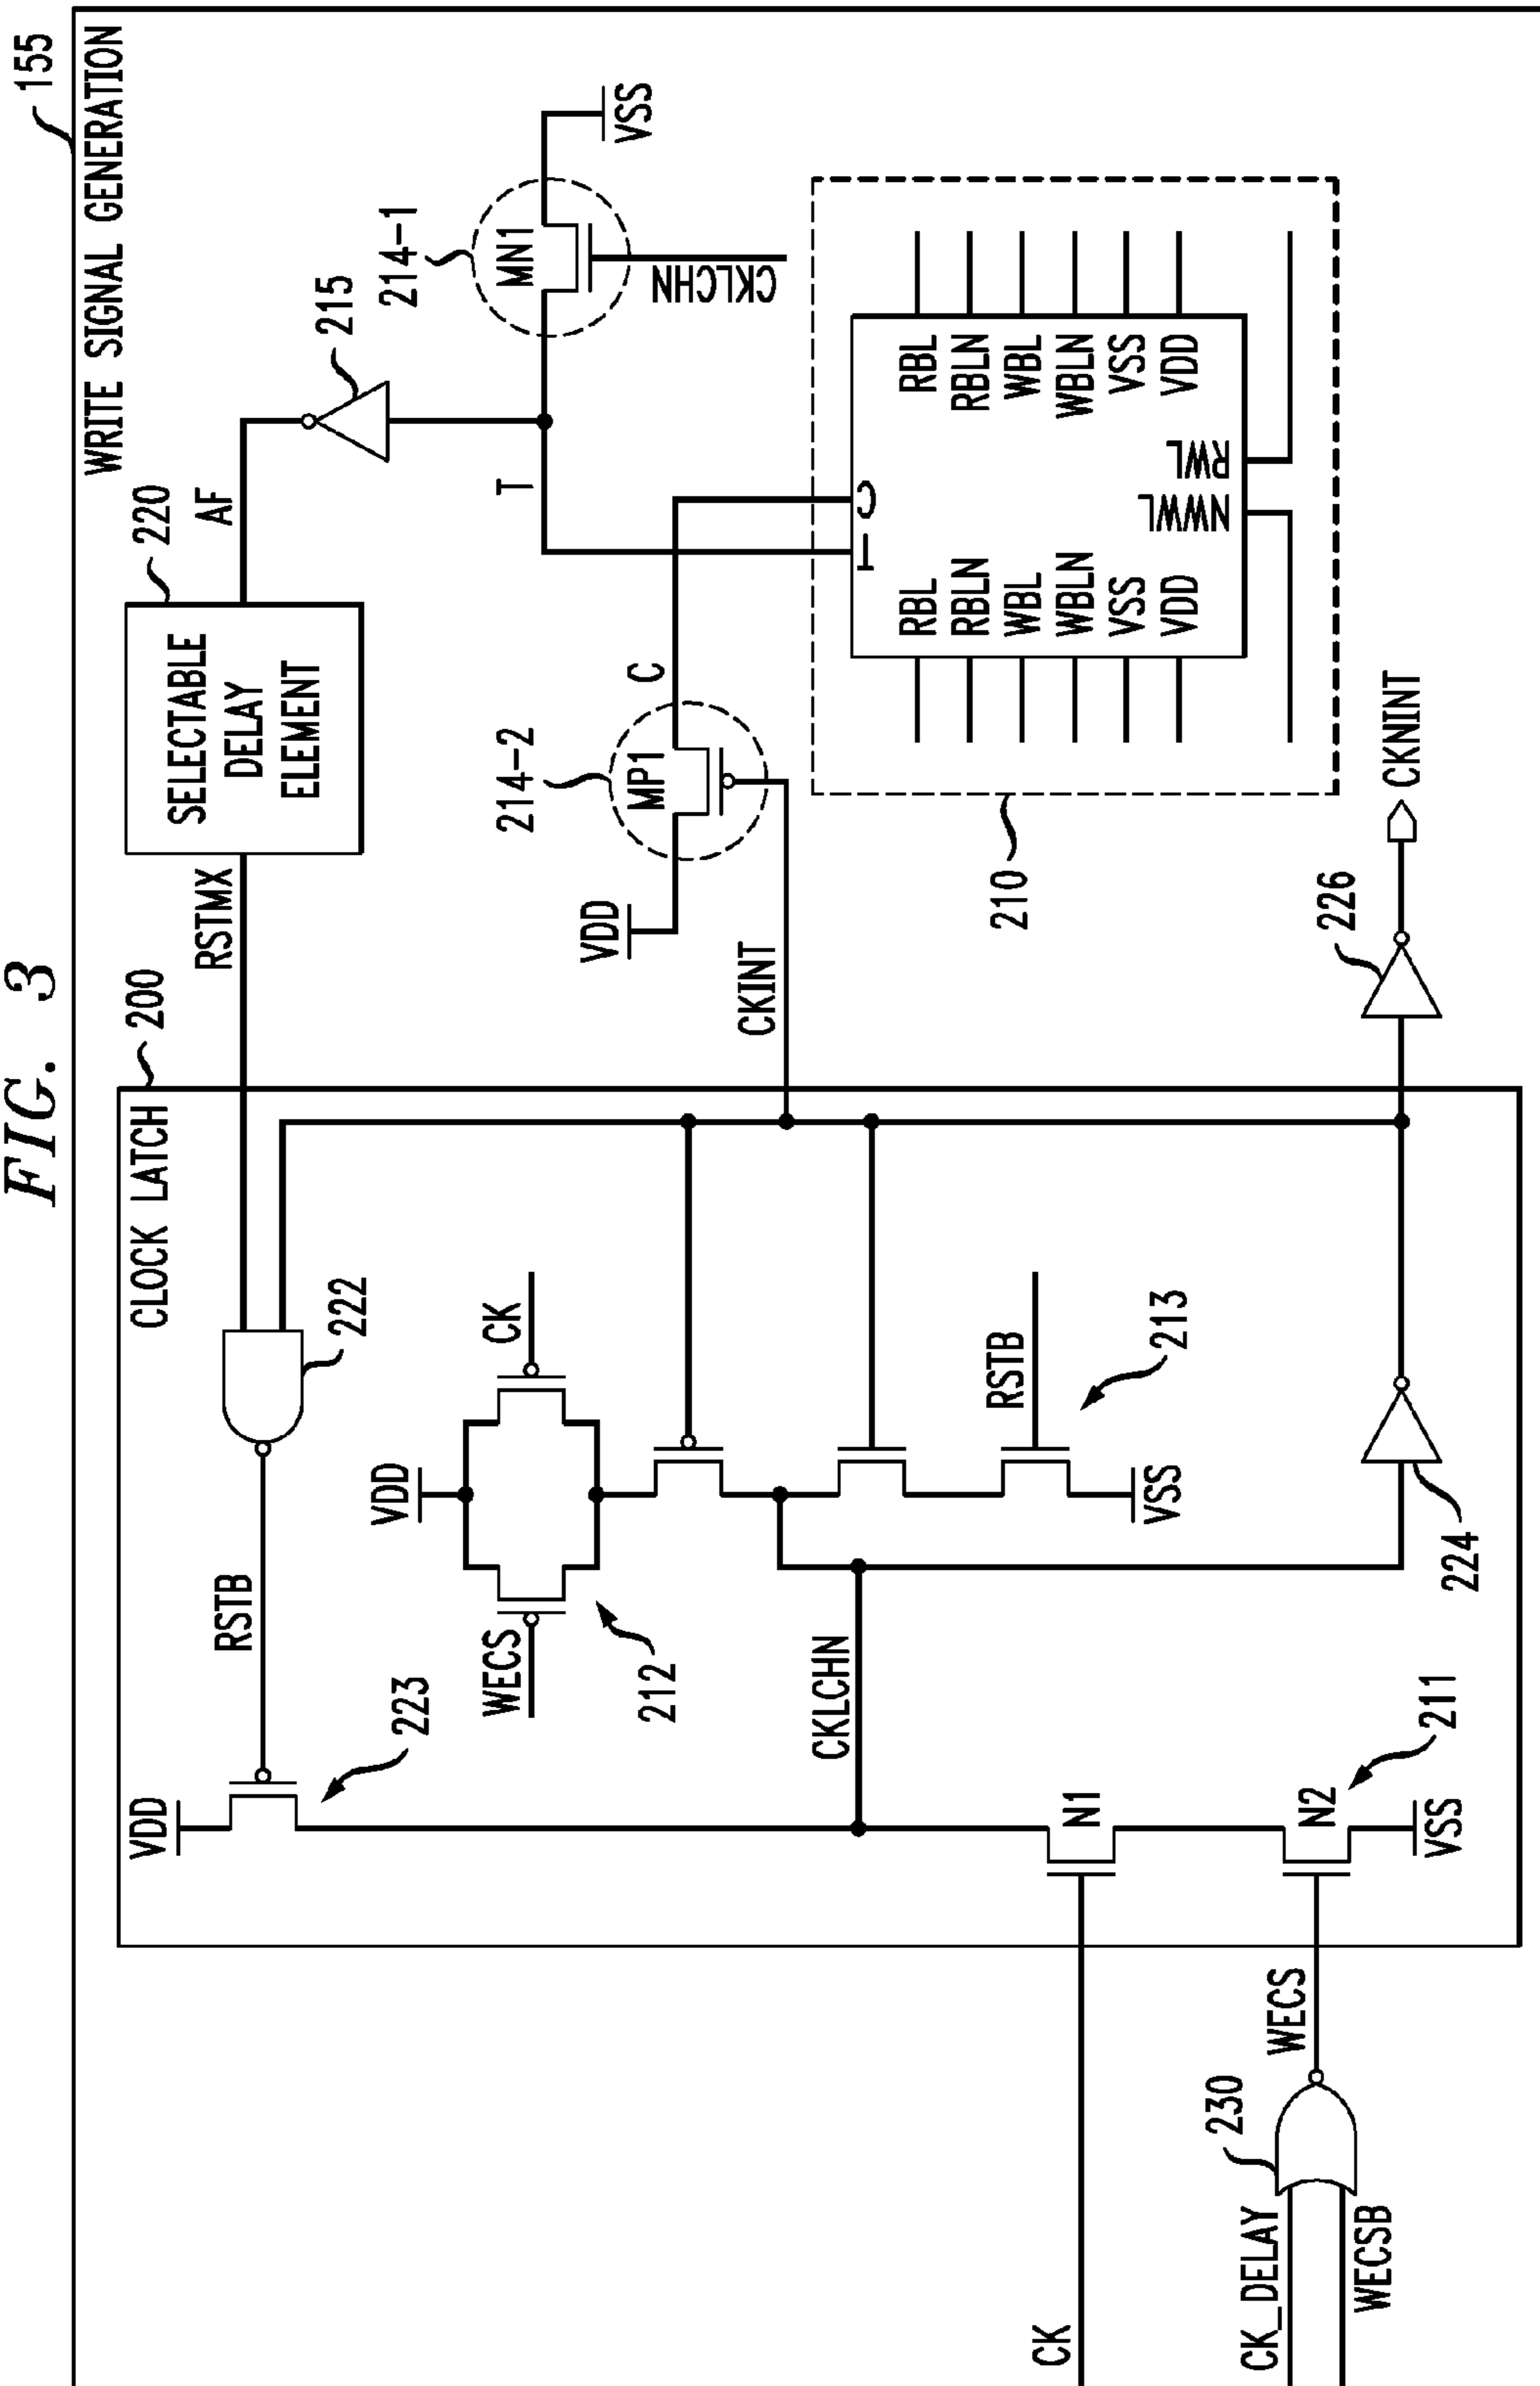 FIG. 3
155
WRITE SIGNAL GENERATION
CLOCK LATCH
200
RSTMX
220
SELECTABLE
DELAY
ELEMENT
AF
215
214-1
MN1
VSS
CKLCHN
T
222
RSTB
223
VDD
VDD
CK
WECS
212
CKLCHN
RSTB
213
VSS
224
N1
N2
211
VSS
CK
CK_DELAY
WECSB
230
WECS
CKINT
VDD
214-2
MP1
C
T
C
RBL
RBLN
WBL
WBLN
VSS
VDD
NWWL
RWL
RBL
RBLN
WBL
WBLN
VSS
VDD
210
226
CKNINT